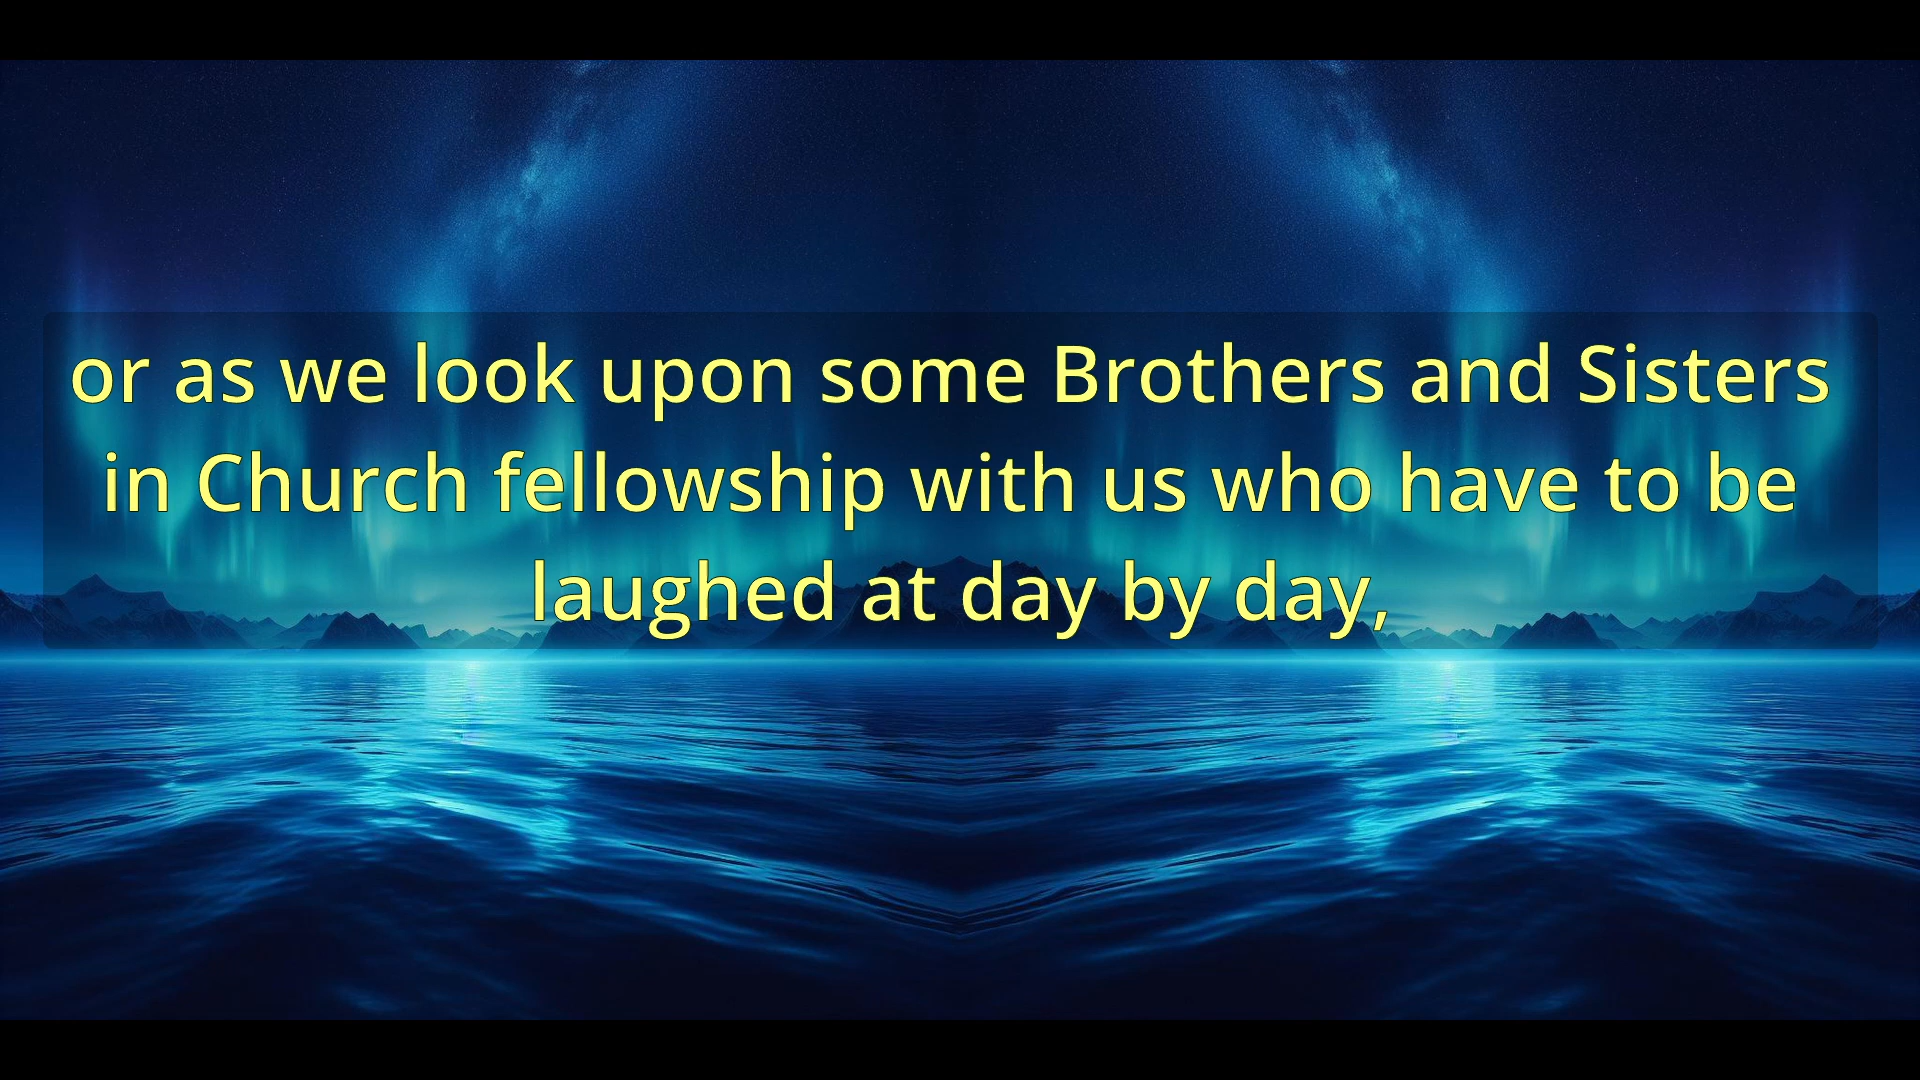 or as we look upon some Brothers and Sisters
in Church fellowship with us who have to be
laughed at day by day,